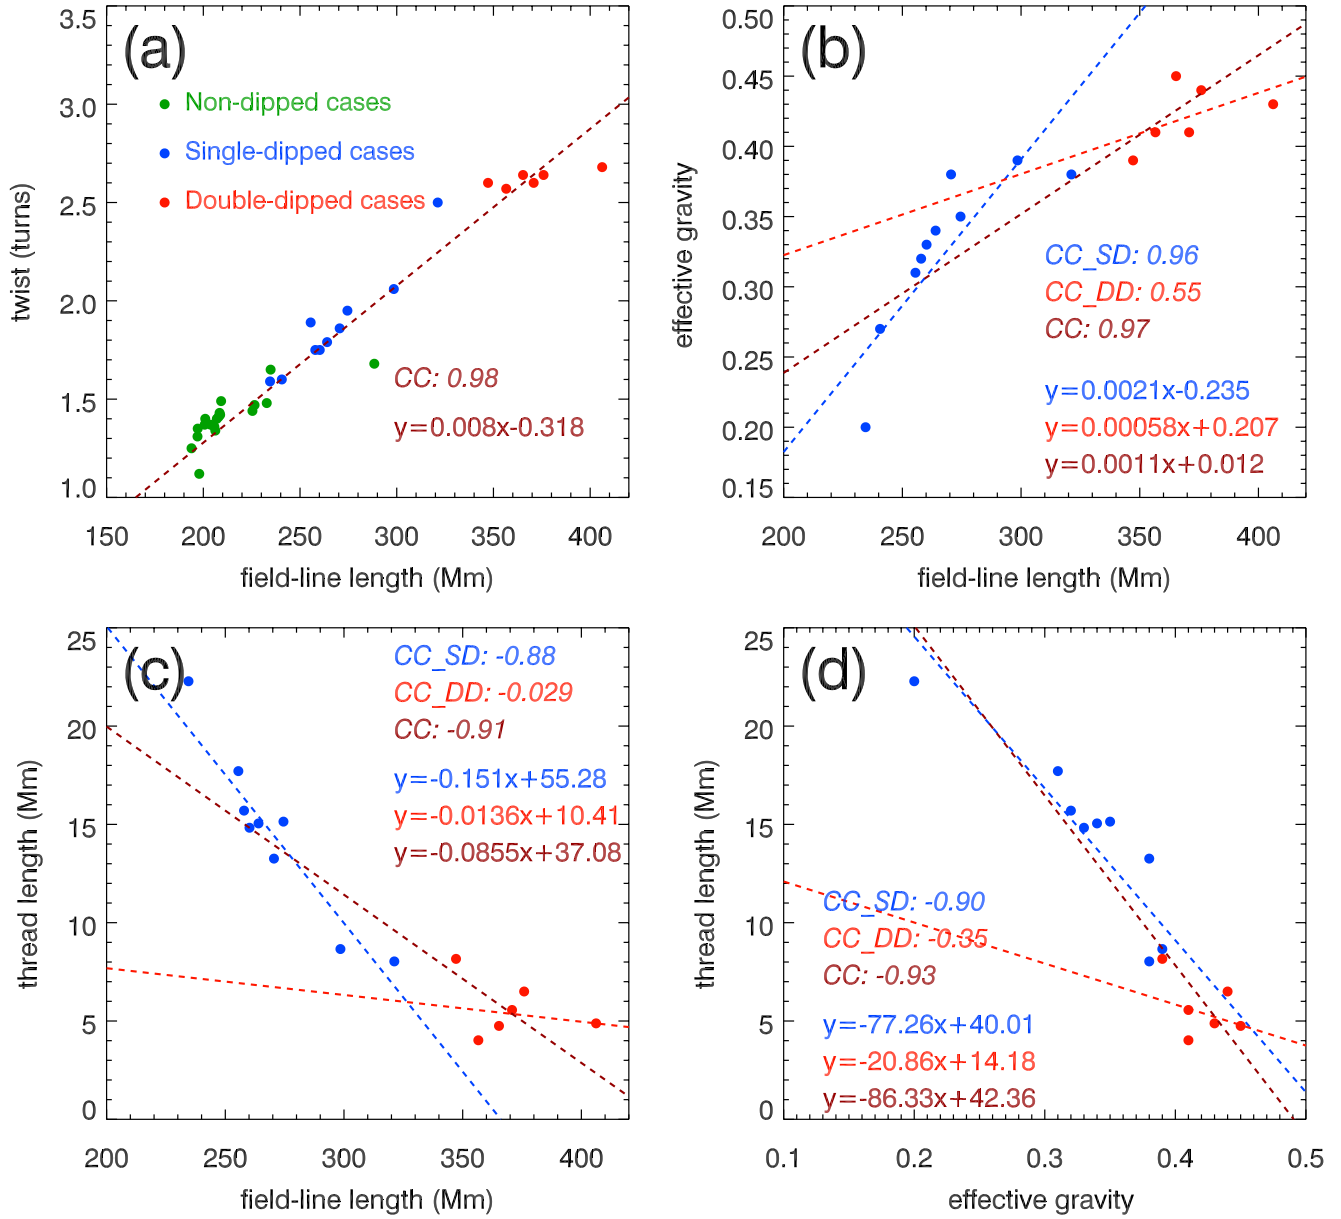 (a)
Non-dipped cases
Single-dipped cases
Double-dipped cases
CC: 0.98
y=0.008x-0.318
3.5
3.0
2.5
2.0
1.5
1.0
twist (turns)
150 200 250 300 350 400
field-line length (Mm)
(b)
CC_SD: 0.96
CC_DD: 0.55
CC: 0.97
y=0.0021x-0.235
y=0.00058x+0.207
y=0.0011x+0.012
0.50
0.45
0.40
0.35
0.30
0.25
0.20
0.15
effective gravity
200 250 300 350 400
field-line length (Mm)
(c)
CC_SD: -0.88
CC_DD: -0.029
CC: -0.91
y=-0.151x+55.28
y=-0.0136x+10.41
y=-0.0855x+37.08
25
20
15
10
5
0
thread length (Mm)
200 250 300 350 400
field-line length (Mm)
(d)
CC_SD: -0.90
CC_DD: -0.35
CC: -0.93
y=-77.26x+40.01
y=-20.86x+14.18
y=-86.33x+42.36
25
20
15
10
5
0
thread length (Mm)
0.1 0.2 0.3 0.4 0.5
effective gravity